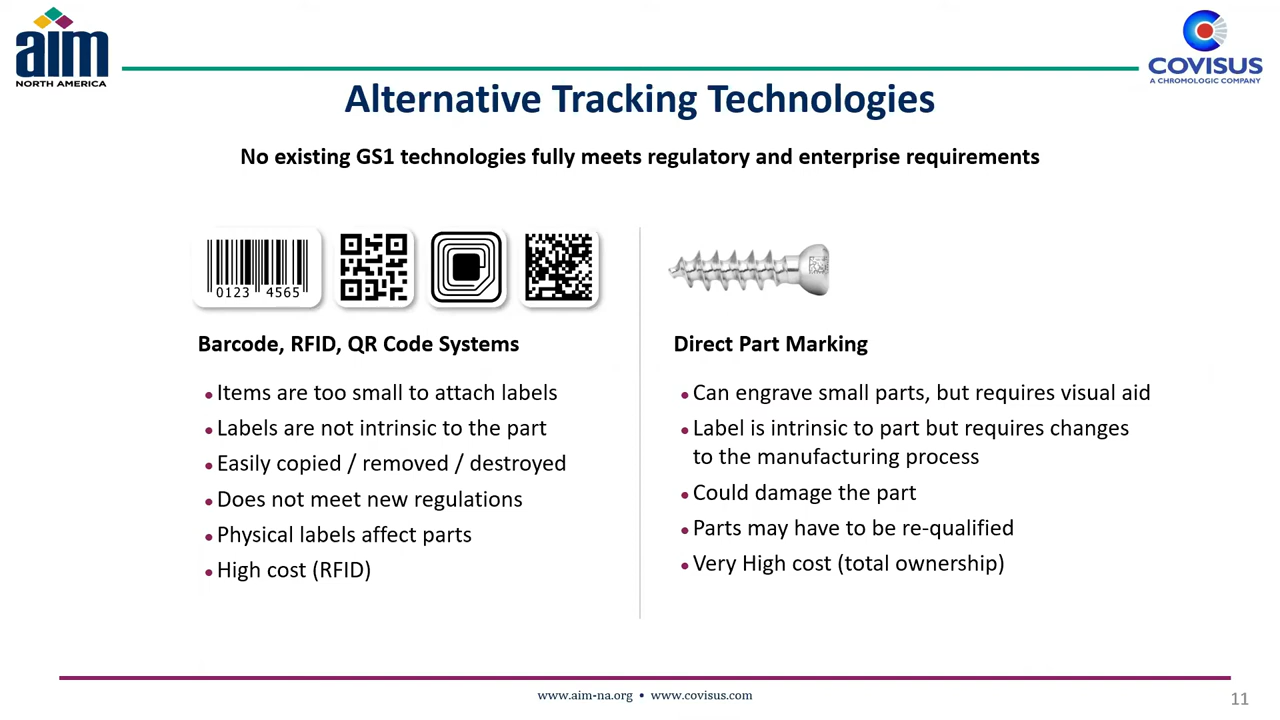 aim
NORTH AMERICA
COVISUS
A CHROMOLOGIC COMPANY
Alternative Tracking Technologies
No existing GS1 technologies fully meets regulatory and enterprise requirements
0123 4565
Barcode, RFID, QR Code Systems
• Items are too small to attach labels
• Labels are not intrinsic to the part
• Easily copied / removed / destroyed
• Does not meet new regulations
• Physical labels affect parts
• High cost (RFID)
Direct Part Marking
• Can engrave small parts, but requires visual aid
• Label is intrinsic to part but requires changes
to the manufacturing process
• Could damage the part
• Parts may have to be re-qualified
• Very High cost (total ownership)
www.aim-na.org • www.covisus.com
11